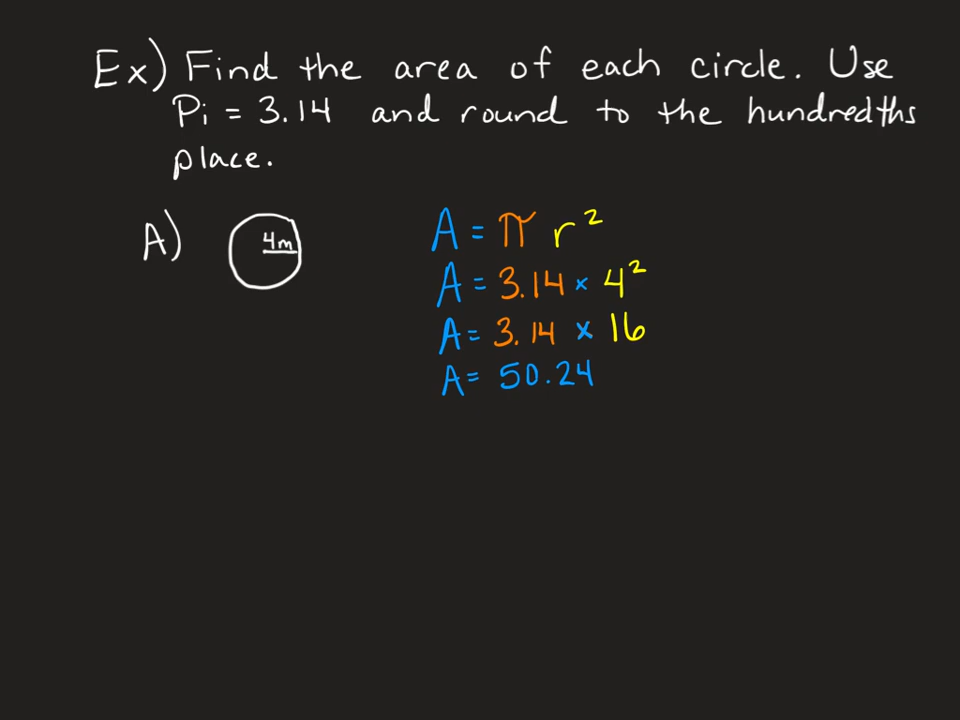 Ex) Find the area of each circle. Use
Pi = 3.14 and round to the hundredths
place.
A)
4m
A = π r²
A = 3.14 × 4²
A = 3.14 × 16
A = 50.24